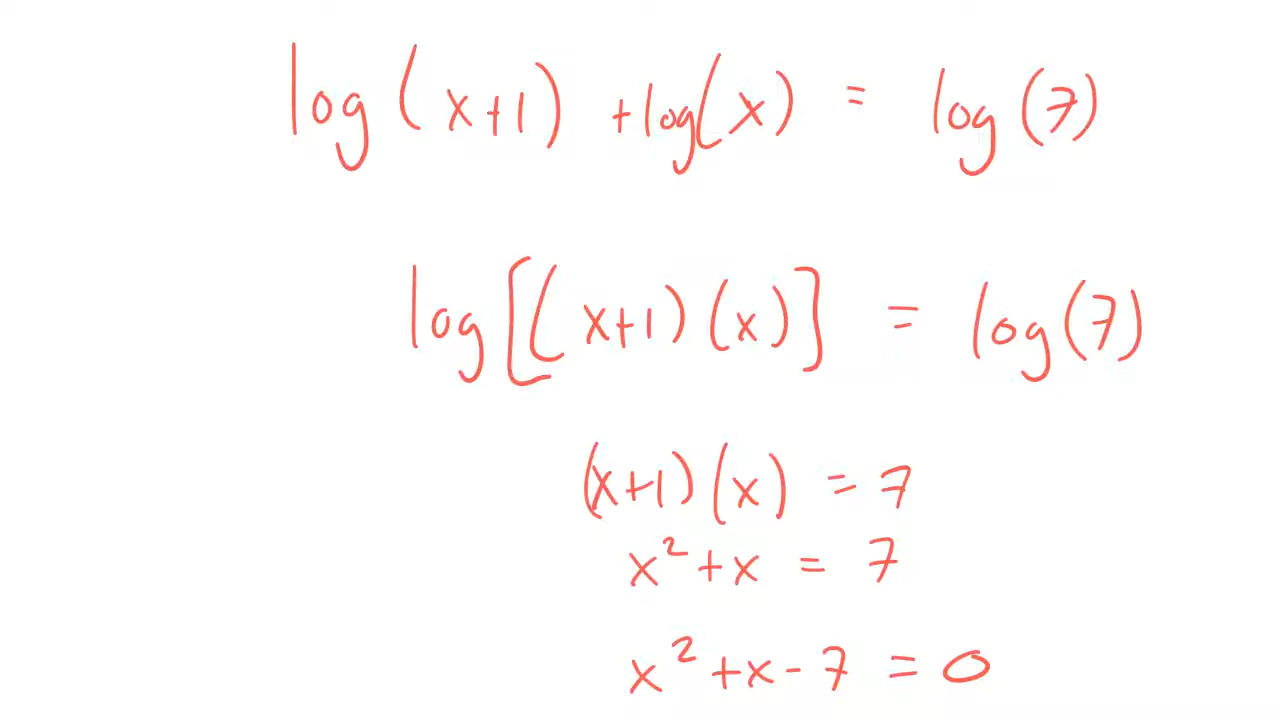 log(x+1) +log(x) = log(7)
log[(x+1)(x)] = log(7)
(x+1)(x) = 7
x²+x = 7
x²+x-7 = 0